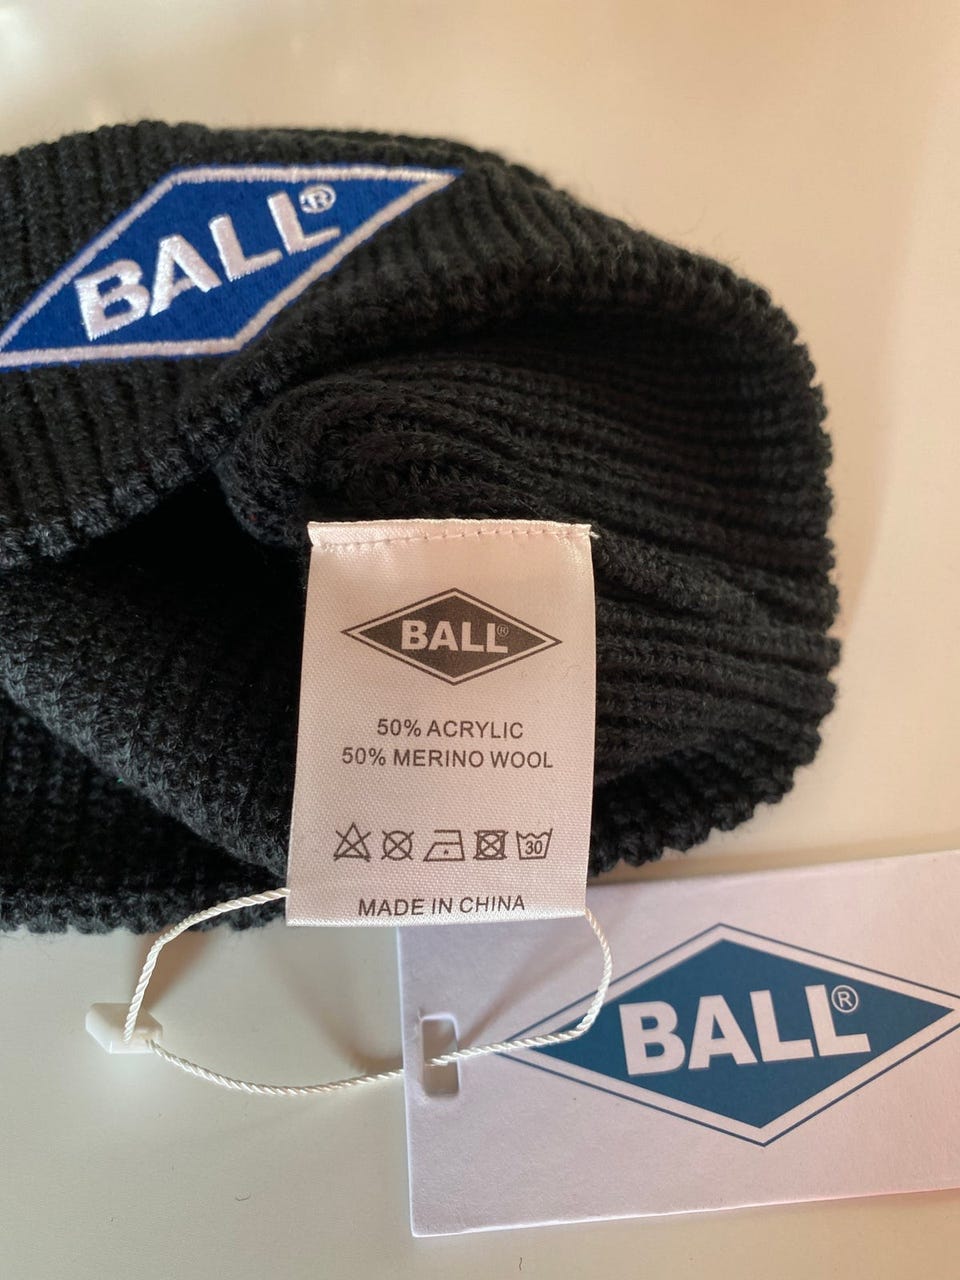 BALL®
BALL®
50% ACRYLIC
50% MERINO WOOL
30
MADE IN CHINA
BALL®